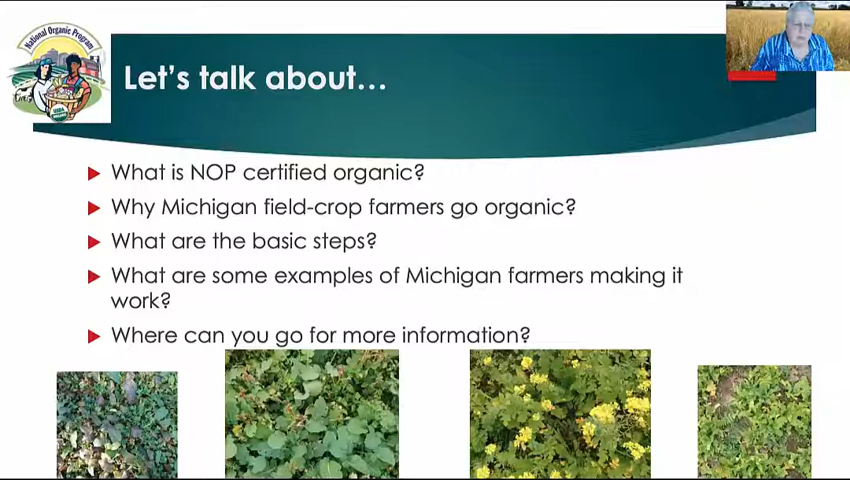 National Organic Program
USDA
ORGANIC
Let's talk about...
What is NOP certified organic?
Why Michigan field-crop farmers go organic?
What are the basic steps?
What are some examples of Michigan farmers making it
work?
Where can you go for more information?